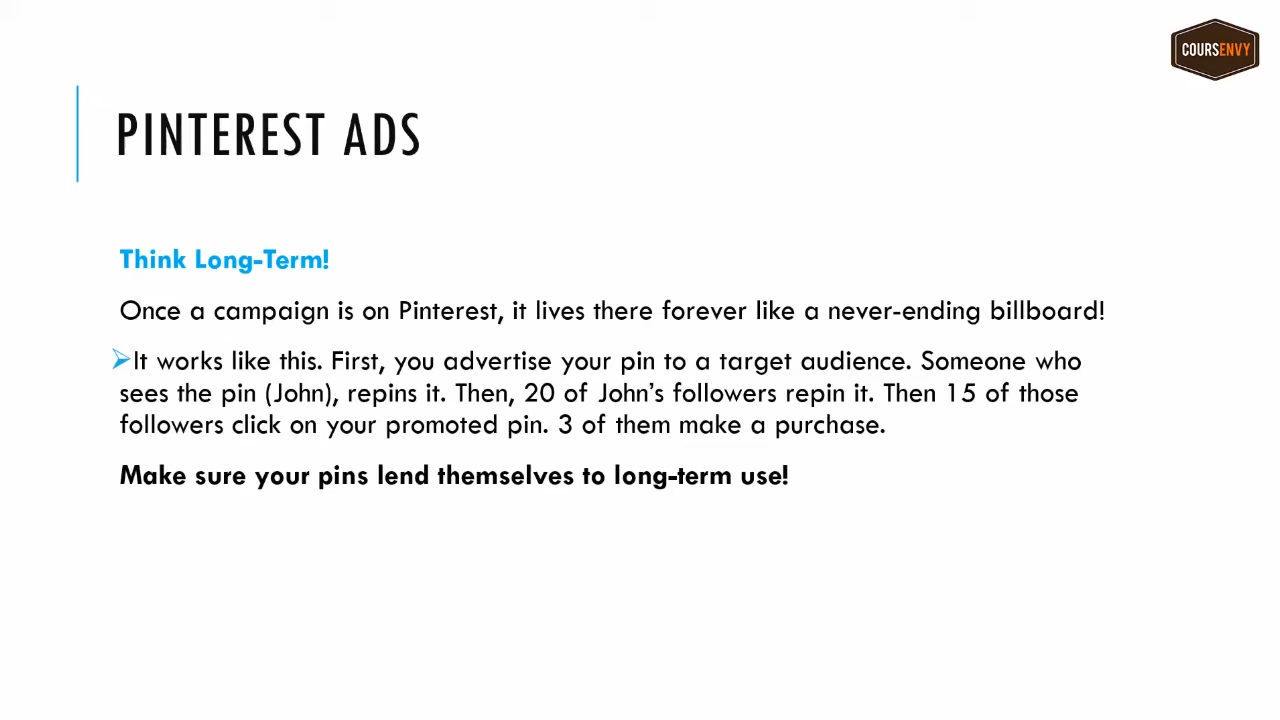 COURSENVY
PINTEREST ADS
Think Long-Term!
Once a campaign is on Pinterest, it lives there forever like a never-ending billboard!
It works like this. First, you advertise your pin to a target audience. Someone who
sees the pin (John), repins it. Then, 20 of John’s followers repin it. Then 15 of those
followers click on your promoted pin. 3 of them make a purchase.
Make sure your pins lend themselves to long-term use!